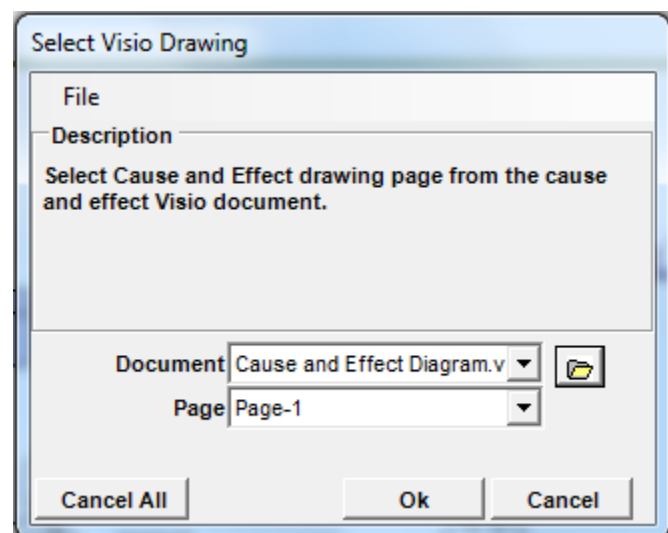 Select Visio Drawing
File
Description
Select Cause and Effect drawing page from the cause
and effect Visio document.
Document Cause and Effect Diagram.v
Page Page-1
Cancel All Ok Cancel